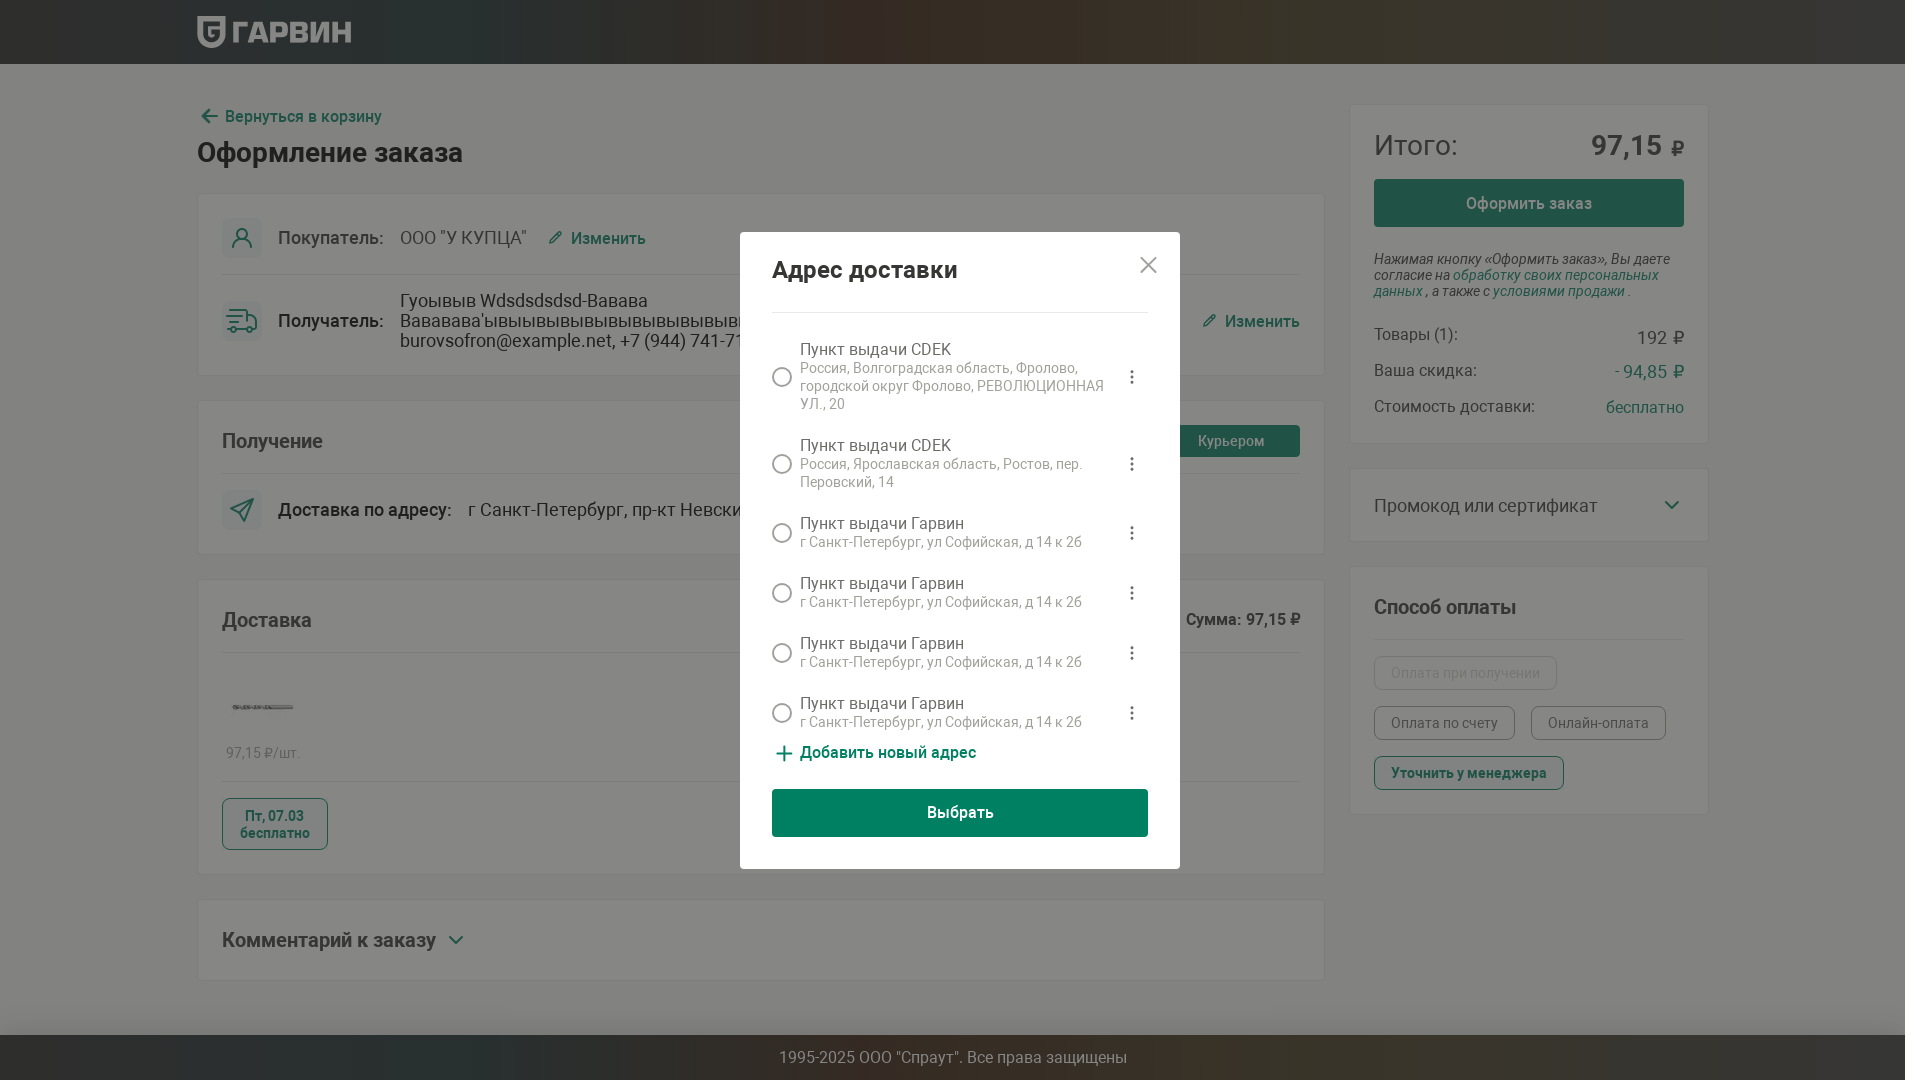 ГАРВИН
Вернуться в корзину
Оформление заказа
Покупатель: ООО "У КУПЦА" Изменить
Гуоывыв Wdsdsdsdsd-Вавава
Получатель:
burovsofron@example.net, +7 (944) 741-71
Изменить
Получение
Курьером
Доставка по адресу: г Санкт-Петербург, пр-кт Невски
Доставка
Сумма: 97,15 ₽
97,15 ₽/шт.
Пт, 07.03
бесплатно
Комментарий к заказу
Адрес доставки
Пункт выдачи CDEK
Россия, Волгоградская область, Фролово,
городской округ Фролово, РЕВОЛЮЦИОННАЯ
УЛ., 20
Пункт выдачи CDEK
Россия, Ярославская область, Ростов, пер.
Перовский, 14
Пункт выдачи Гарвин
г Санкт-Петербург, ул Софийская, д 14 к 2б
Пункт выдачи Гарвин
г Санкт-Петербург, ул Софийская, д 14 к 2б
Пункт выдачи Гарвин
г Санкт-Петербург, ул Софийская, д 14 к 2б
Пункт выдачи Гарвин
г Санкт-Петербург, ул Софийская, д 14 к 2б
Добавить новый адрес
Выбрать
Итого: 97,15 ₽
Оформить заказ
Нажимая кнопку «Оформить заказ», Вы даете
согласие на обработку своих персональных
данных , а также с условиями продажи .
Товары (1): 192 ₽
Ваша скидка: - 94,85 ₽
Стоимость доставки: бесплатно
Промокод или сертификат
Способ оплаты
Оплата при получении
Оплата по счету
Онлайн-оплата
Уточнить у менеджера
1995-2025 ООО "Спраут". Все права защищены